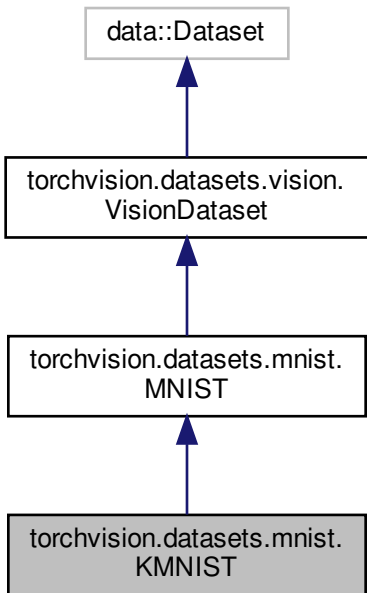 data::Dataset
torchvision.datasets.vision.
VisionDataset
torchvision.datasets.mnist.
MNIST
torchvision.datasets.mnist.
KMNIST